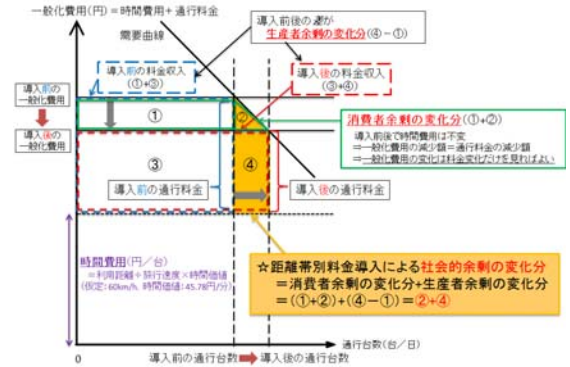 一般化費用(円)=時間費用+通行料金
導入前後の差が
生産者余剰の変化分(④-①)
需要曲線
導入前の料金収入
(①+③)
導入後の料金収入
(③+④)
導入前の
一般化費用
導入後の
一般化費用
①
②
③
④
消費者余剰の変化分(①+②)
導入前後で時間費用は不変
⇒一般化費用の減少額=通行料金の減少額
⇒一般化費用の変化は料金変化だけを見ればよい
導入前の通行料金
導入後の通行料金
時間費用(円/台)
=利用距離÷旅行速度×時間価値
(仮定:60km/h、時間価値:45.78円/分)
☆距離帯別料金導入による社会的余剰の変化分
=消費者余剰の変化分+生産者余剰の変化分
=(①+②)+(④-①)=②+④
0
導入前の通行台数
導入後の通行台数
通行台数(台/日)